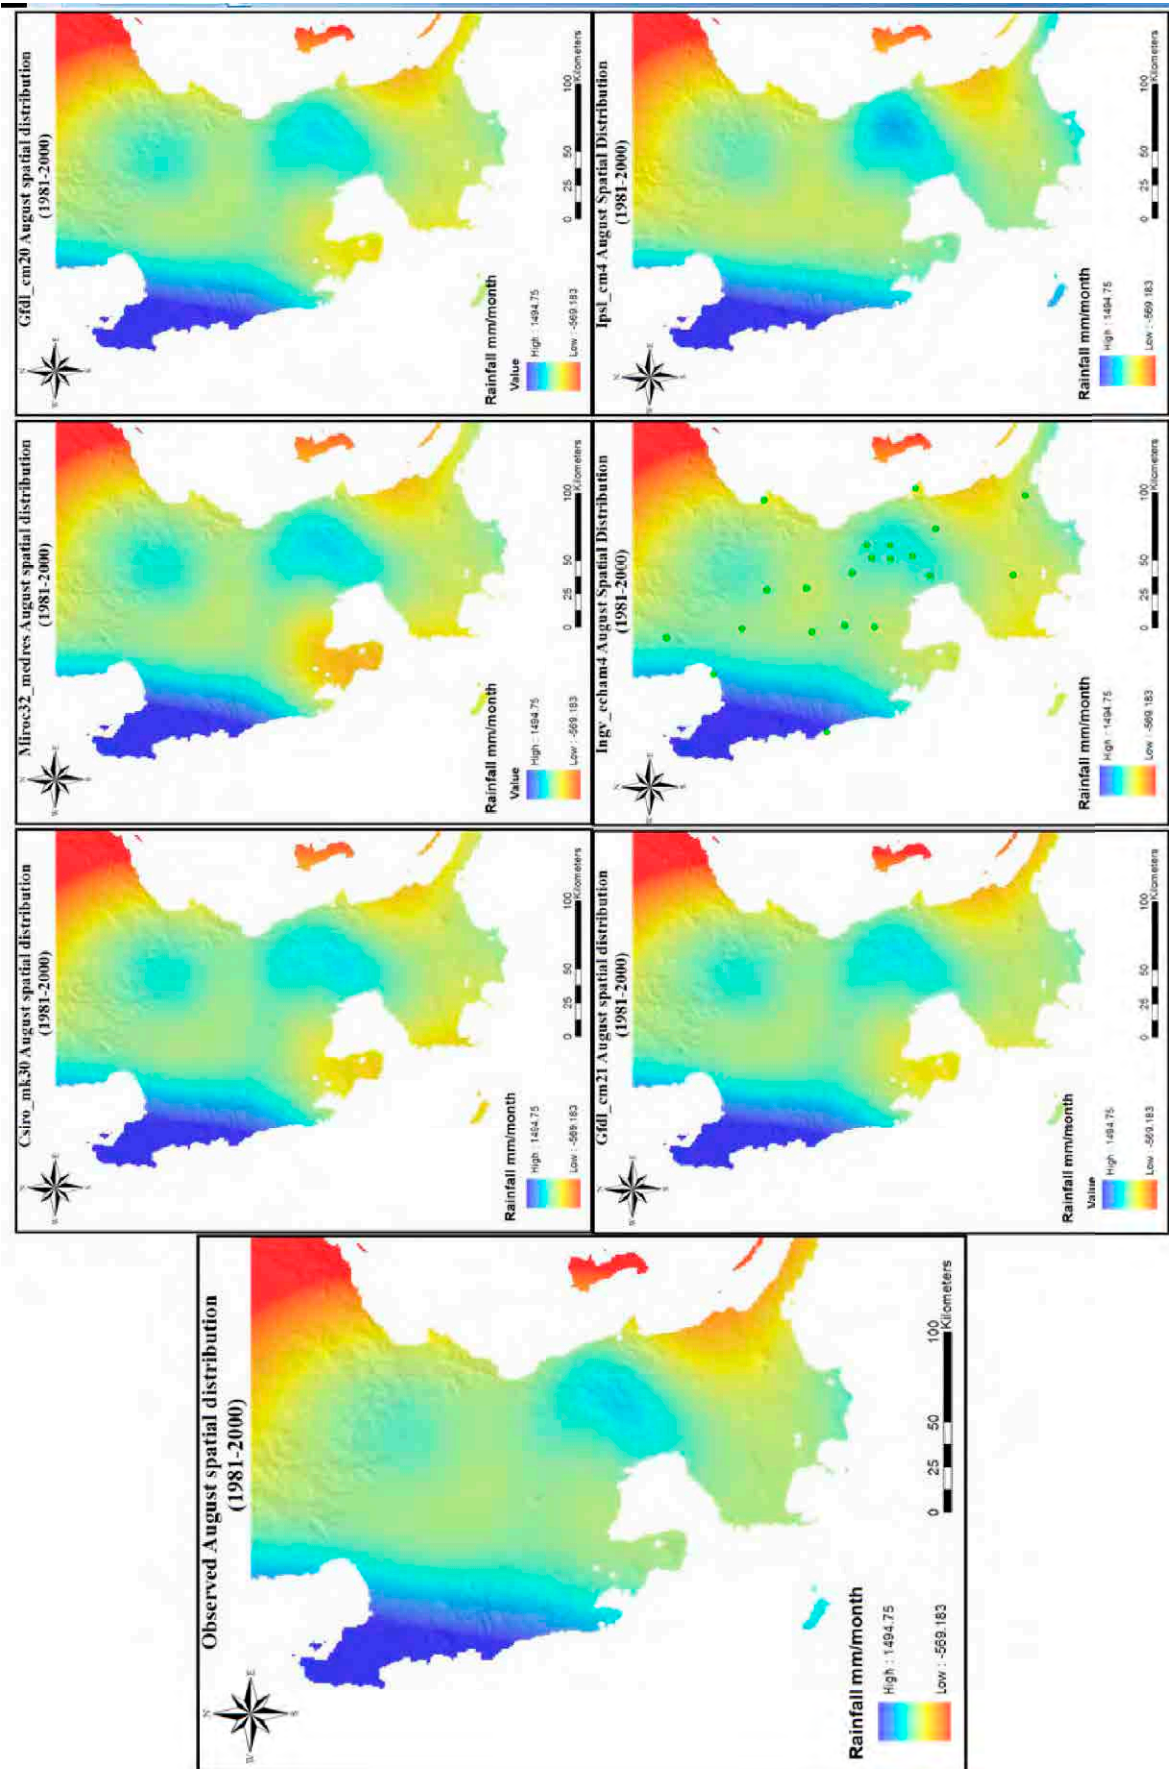 Observed August spatial distribution
(1981-2000)
N
W
E
S
Rainfall mm/month
High : 1494.75
Low : -569.183
0 25 50 100
Kilometers
Csiro_mk30 August spatial distribution
(1981-2000)
N
W
E
S
Rainfall mm/month
High : 1494.75
Low : -569.183
0 25 50 100
Kilometers
Miroc32_medres August spatial distribution
(1981-2000)
N
W
E
S
Rainfall mm/month
Value
High : 1494.75
Low : -569.183
0 25 50 100
Kilometers
Gfdl_cm20 August spatial distribution
(1981-2000)
N
W
E
S
Rainfall mm/month
Value
High : 1494.75
Low : -569.183
0 25 50 100
Kilometers
Gfdl_cm21 August spatial distribution
(1981-2000)
N
W
E
S
Rainfall mm/month
Value
High : 1494.75
Low : -569.183
0 25 50 100
Kilometers
Ingv_echam4 August Spatial Distribution
(1981-2000)
N
W
E
S
Rainfall mm/month
High : 1494.75
Low : -569.183
0 25 50 100
Kilometers
Ipsl_cm4 August Spatial Distribution
(1981-2000)
N
W
E
S
Rainfall mm/month
High : 1494.75
Low : -569.183
0 25 50 100
Kilometers